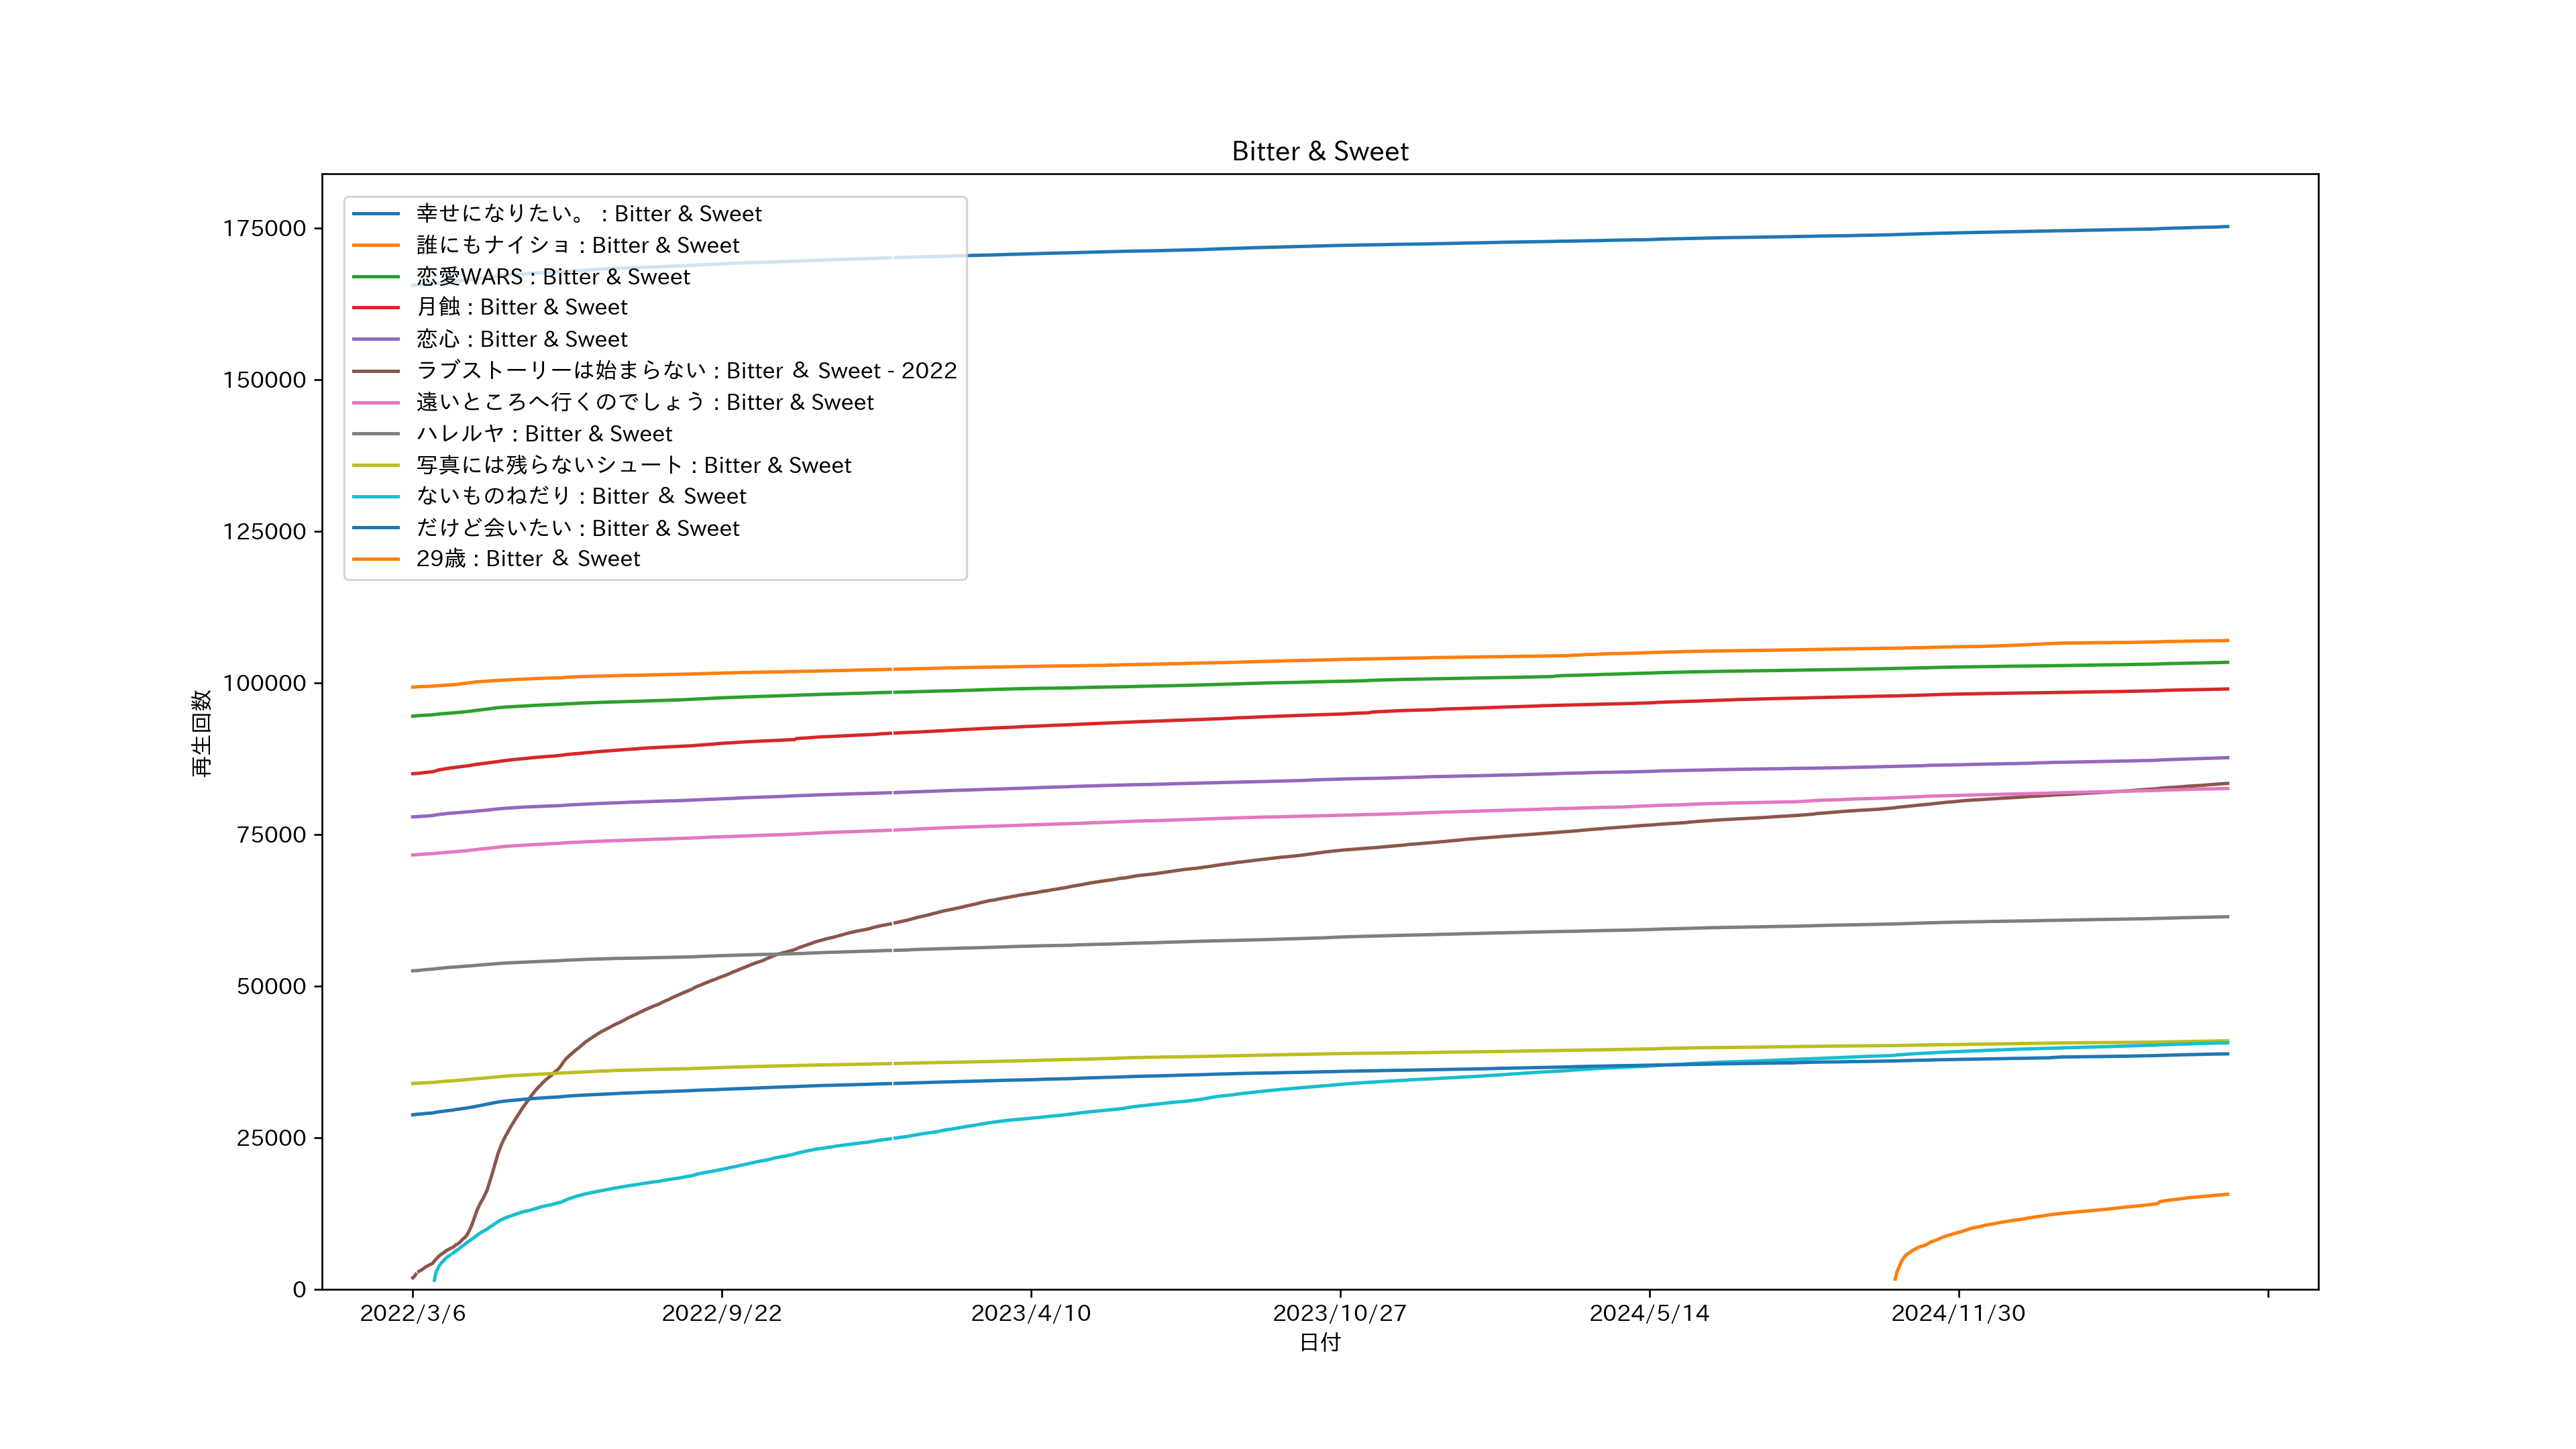 Bitter & Sweet
175000
150000
125000
100000
75000
50000
25000
0
再生回数
幸せになりたい。 : Bitter & Sweet
誰にもナイショ : Bitter & Sweet
恋愛WARS : Bitter & Sweet
月蝕 : Bitter & Sweet
恋心 : Bitter & Sweet
ラブストーリーは始まらない : Bitter ＆ Sweet - 2022
遠いところへ行くのでしょう : Bitter & Sweet
ハレルヤ : Bitter & Sweet
写真には残らないシュート : Bitter & Sweet
ないものねだり : Bitter ＆ Sweet
だけど会いたい : Bitter & Sweet
29歳 : Bitter ＆ Sweet
2022/3/6 2022/9/22 2023/4/10 2023/10/27 2024/5/14 2024/11/30
日付